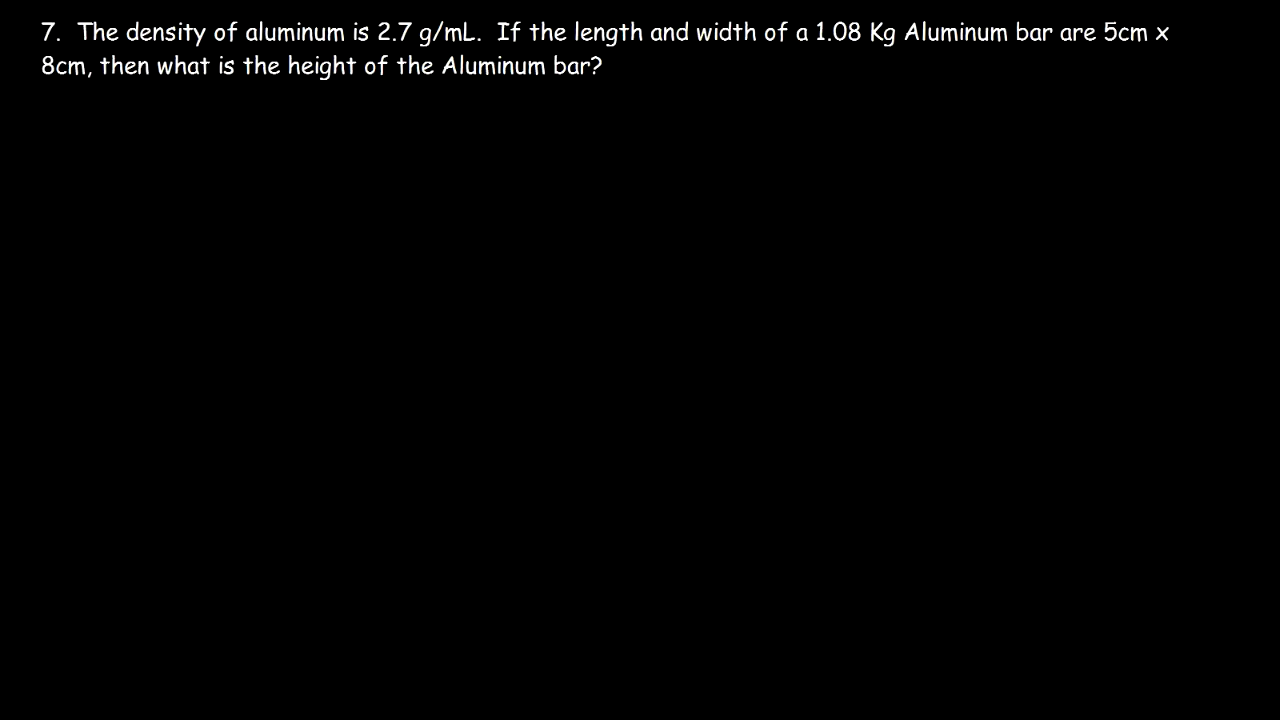 7. The density of aluminum is 2.7 g/mL. If the length and width of a 1.08 Kg Aluminum bar are 5cm x
8cm, then what is the height of the Aluminum bar?